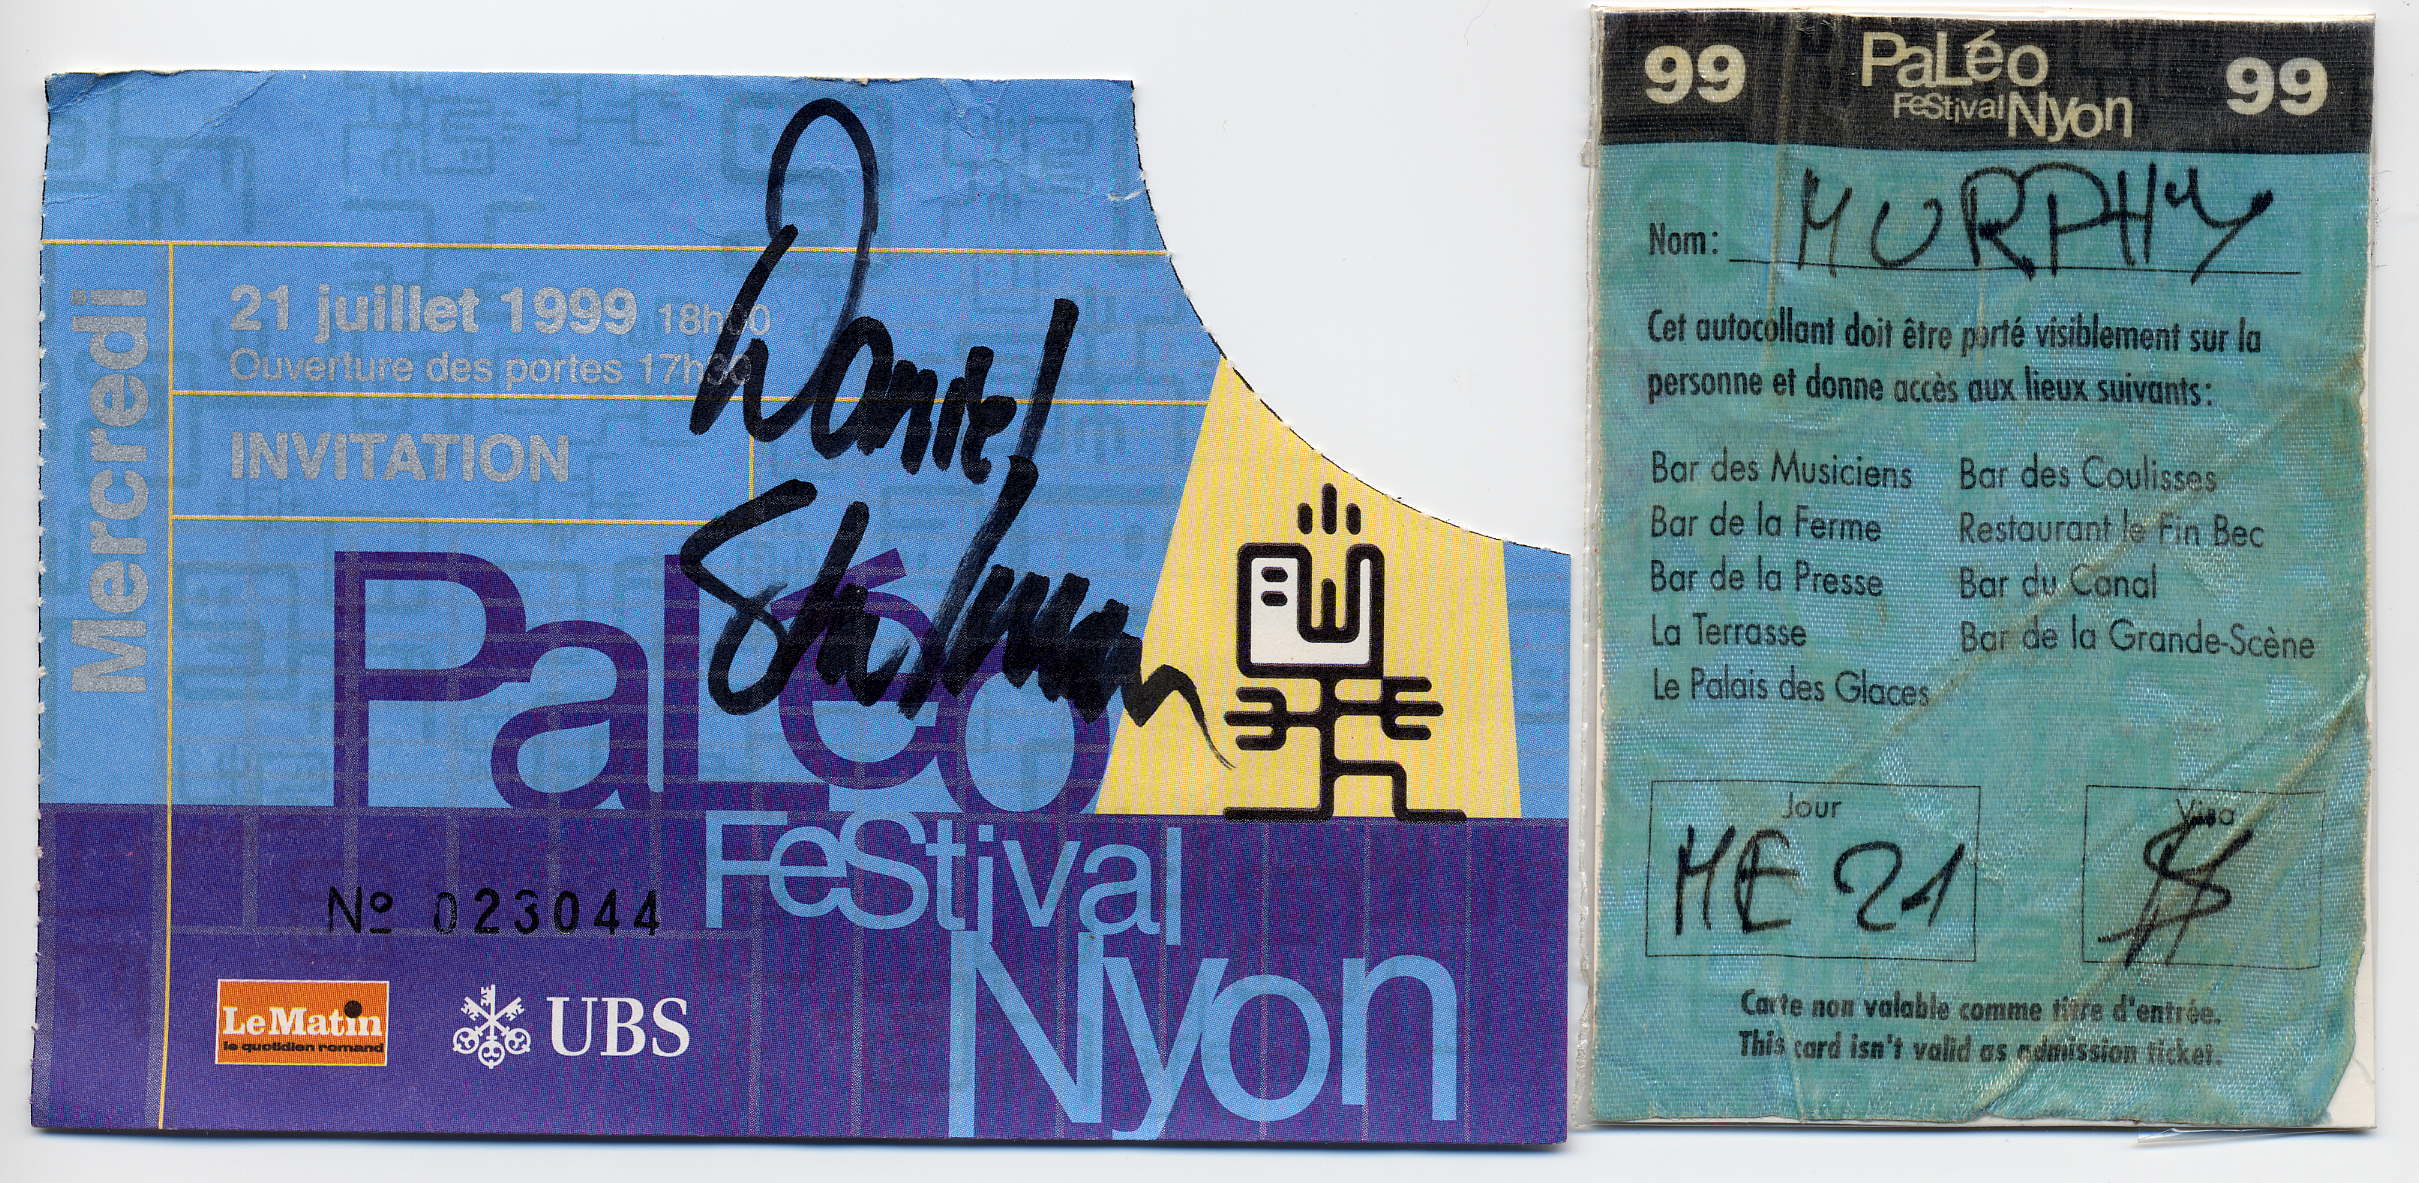 Mercredi
21 juillet 1999 18h00
Ouverture des portes 17h30
INVITATION
Daniel
PaLéo
FeStival
Nyon
Nº 023044
Le Matin
le quotidien romand
UBS
99 PaLéo 99
FeStival Nyon
Nom: MURPHY
Cet autocollant doit être porté visiblement sur la
personne et donne accès aux lieux suivants:
Bar des Musiciens Bar des Coulisses
Bar de la Ferme Restaurant le Fin Bec
Bar de la Presse Bar du Canal
La Terrasse Bar de la Grande-Scène
Le Palais des Glaces
Jour Visa
ME 21
Carte non valable comme titre d'entrée.
This card isn't valid as admission ticket.